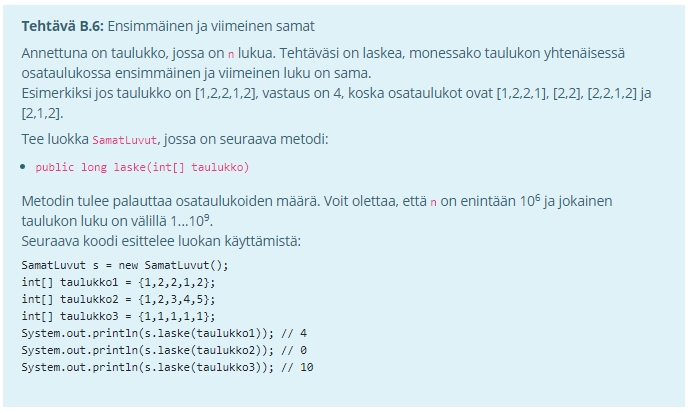 Tehtävä B.6: Ensimmäinen ja viimeinen samat
Annettuna on taulukko, jossa on n lukua. Tehtäväsi on laskea, monessako taulukon yhtenäisessä
osataulukossa ensimmäinen ja viimeinen luku on sama.
Esimerkiksi jos taulukko on [1,2,2,1,2], vastaus on 4, koska osataulukot ovat [1,2,2,1], [2,2], [2,2,1,2] ja
[2,1,2].
Tee luokka SamatLuvut, jossa on seuraava metodi:
• public long laske(int[] taulukko)
Metodin tulee palauttaa osataulukoiden määrä. Voit olettaa, että n on enintään 10⁶ ja jokainen
taulukon luku on välillä 1...10⁹.
Seuraava koodi esittelee luokan käyttämistä:
SamatLuvut s = new SamatLuvut();
int[] taulukko1 = {1,2,2,1,2};
int[] taulukko2 = {1,2,3,4,5};
int[] taulukko3 = {1,1,1,1,1};
System.out.println(s.laske(taulukko1)); // 4
System.out.println(s.laske(taulukko2)); // 0
System.out.println(s.laske(taulukko3)); // 10